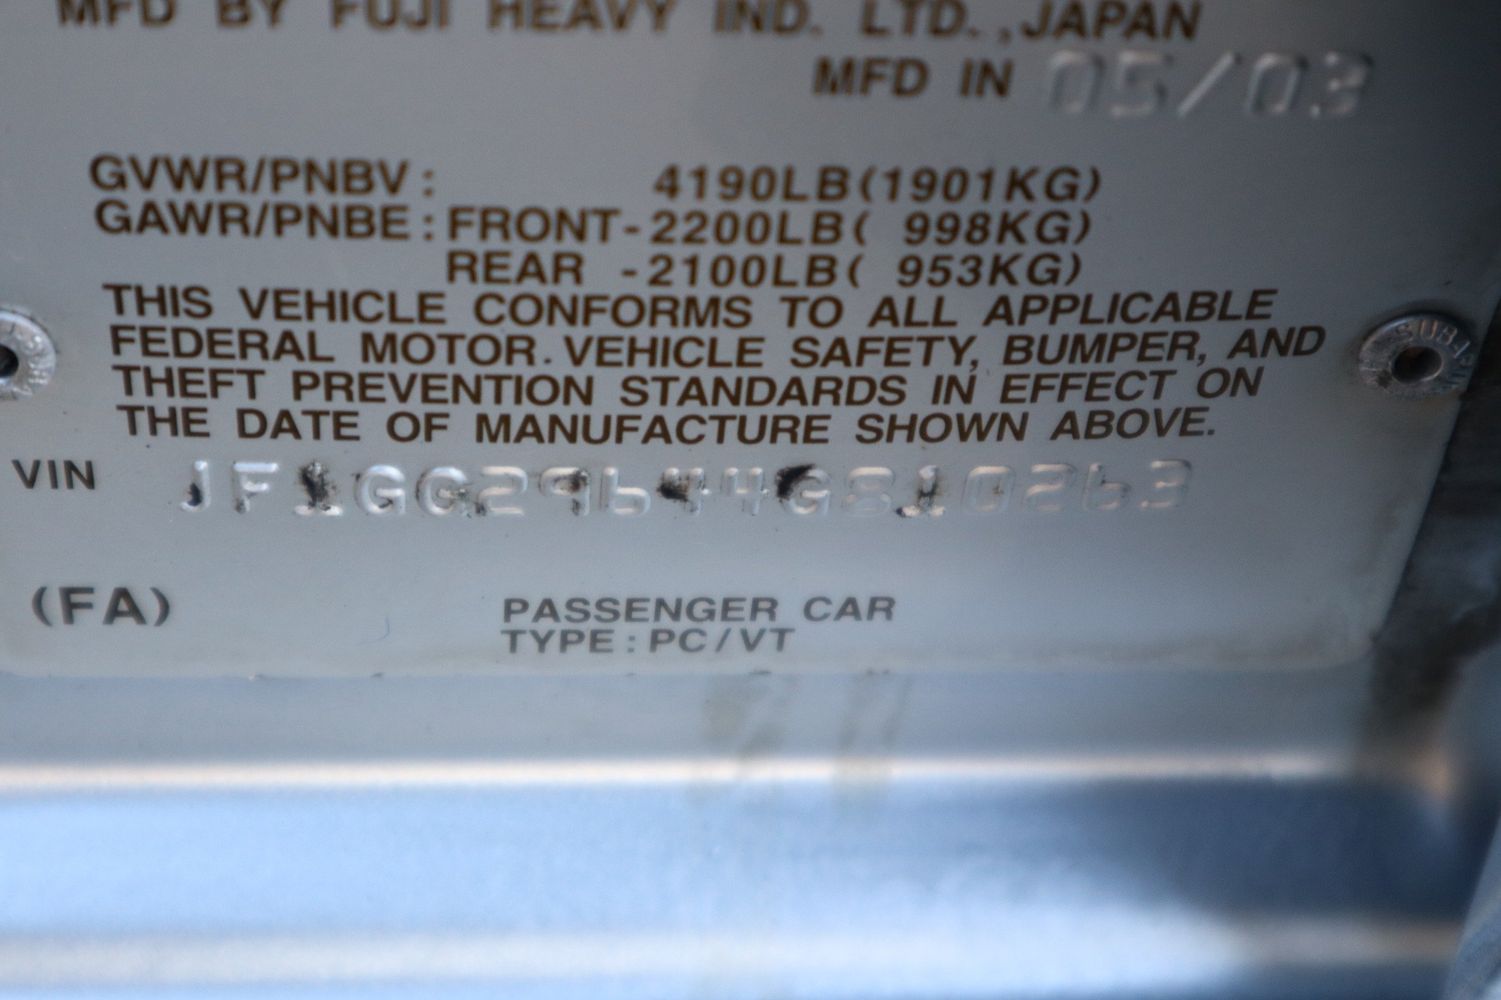 MFD BY FUJI HEAVY IND. LTD., JAPAN
MFD IN 05/03
GVWR/PNBV: 4190LB(1901KG)
GAWR/PNBE: FRONT-2200LB( 998KG)
REAR -2100LB( 953KG)
THIS VEHICLE CONFORMS TO ALL APPLICABLE
FEDERAL MOTOR.VEHICLE SAFETY, BUMPER, AND
THEFT PREVENTION STANDARDS IN EFFECT ON
THE DATE OF MANUFACTURE SHOWN ABOVE.
VIN JF1GG29644G810263
(FA) PASSENGER CAR
TYPE: PC/VT